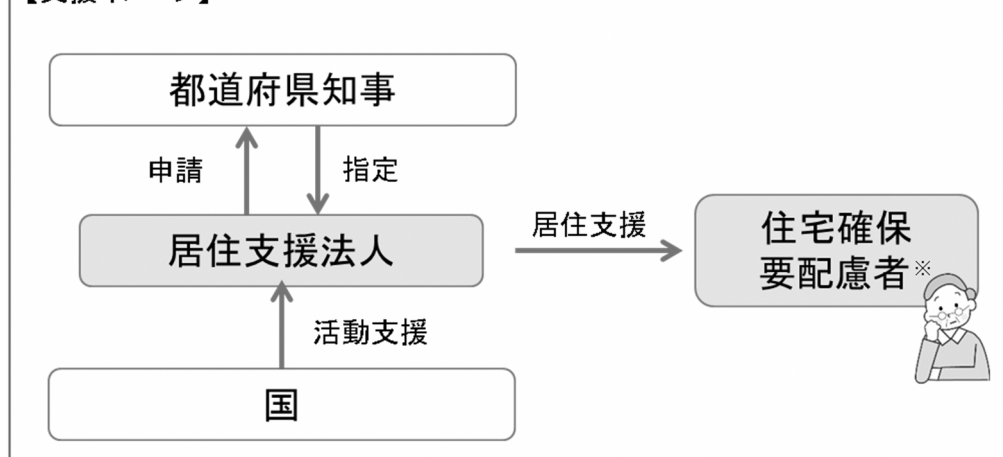 都道府県知事
申請
指定
居住支援法人
居住支援
住宅確保
要配慮者※
活動支援
国